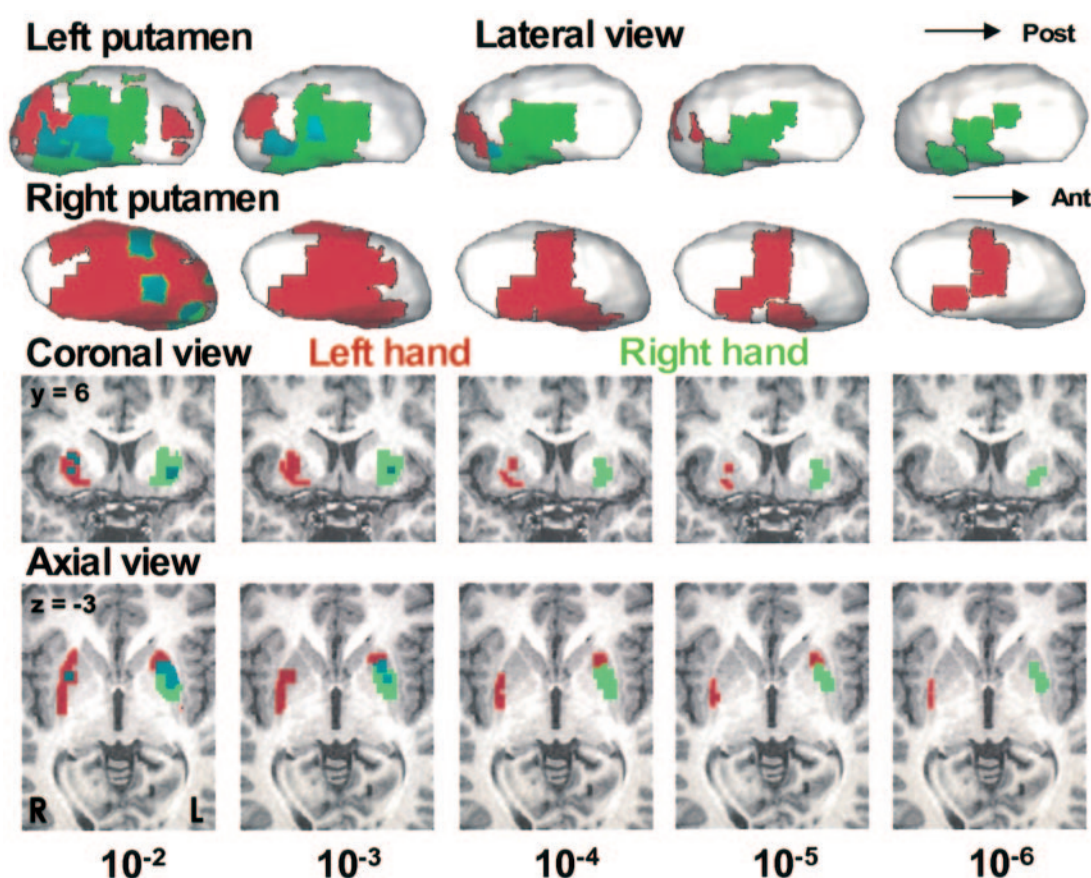 Left putamen Lateral view Post
Right putamen Ant
Coronal view Left hand Right hand
y = 6
Axial view
z = -3
R L
10-2 10-3 10-4 10-5 10-6